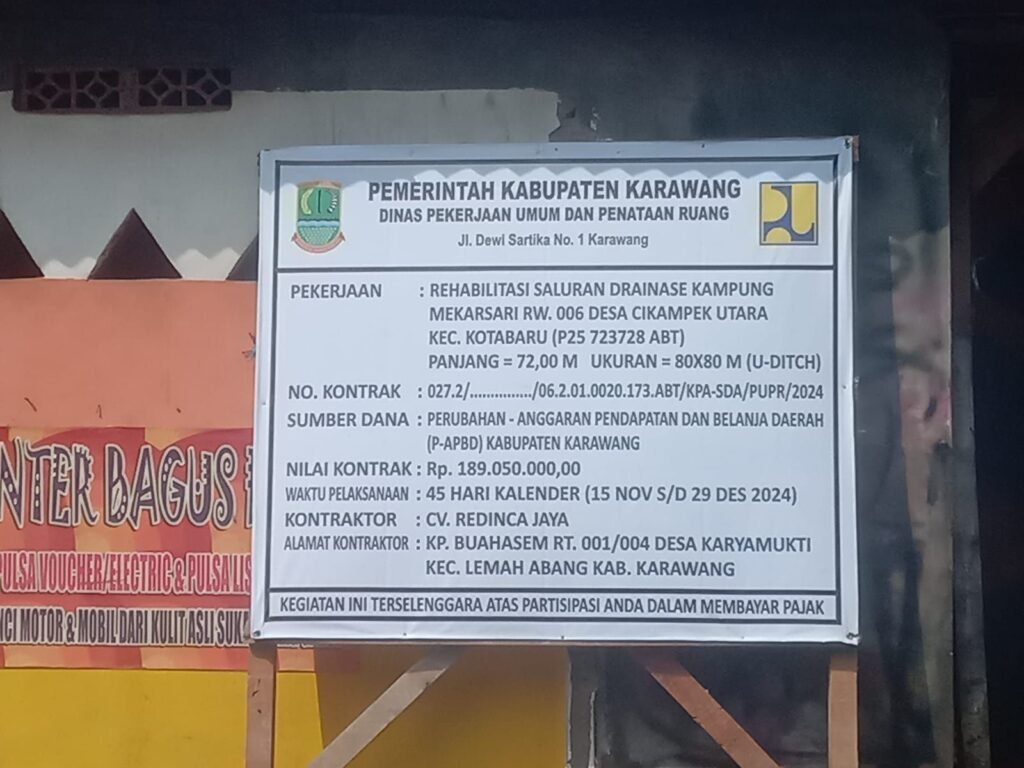 PEMERINTAH KABUPATEN KARAWANG
DINAS PEKERJAAN UMUM DAN PENATAAN RUANG
Jl. Dewi Sartika No. 1 Karawang
PEKERJAAN : REHABILITASI SALURAN DRAINASE KAMPUNG
MEKARSARI RW. 006 DESA CIKAMPEK UTARA
KEC. KOTABARU (P25 723728 ABT)
PANJANG = 72,00 M UKURAN = 80X80 M (U-DITCH)
NO. KONTRAK : 027.2/.............../06.2.01.0020.173.ABT/KPA-SDA/PUPR/2024
SUMBER DANA : PERUBAHAN - ANGGARAN PENDAPATAN DAN BELANJA DAERAH
(P-APBD) KABUPATEN KARAWANG
NILAI KONTRAK : Rp. 189.050.000,00
WAKTU PELAKSANAAN : 45 HARI KALENDER (15 NOV S/D 29 DES 2024)
KONTRAKTOR : CV. REDINCA JAYA
ALAMAT KONTRAKTOR : KP. BUAHASEM RT. 001/004 DESA KARYAMUKTI
KEC. LEMAH ABANG KAB. KARAWANG
KEGIATAN INI TERSELENGGARA ATAS PARTISIPASI ANDA DALAM MEMBAYAR PAJAK
NTER BAGUS
PULSA VOUCHER/ELECTRIC & PULSA LIS
NCI MOTOR & MOBIL DARI KULIT ASLI SUK